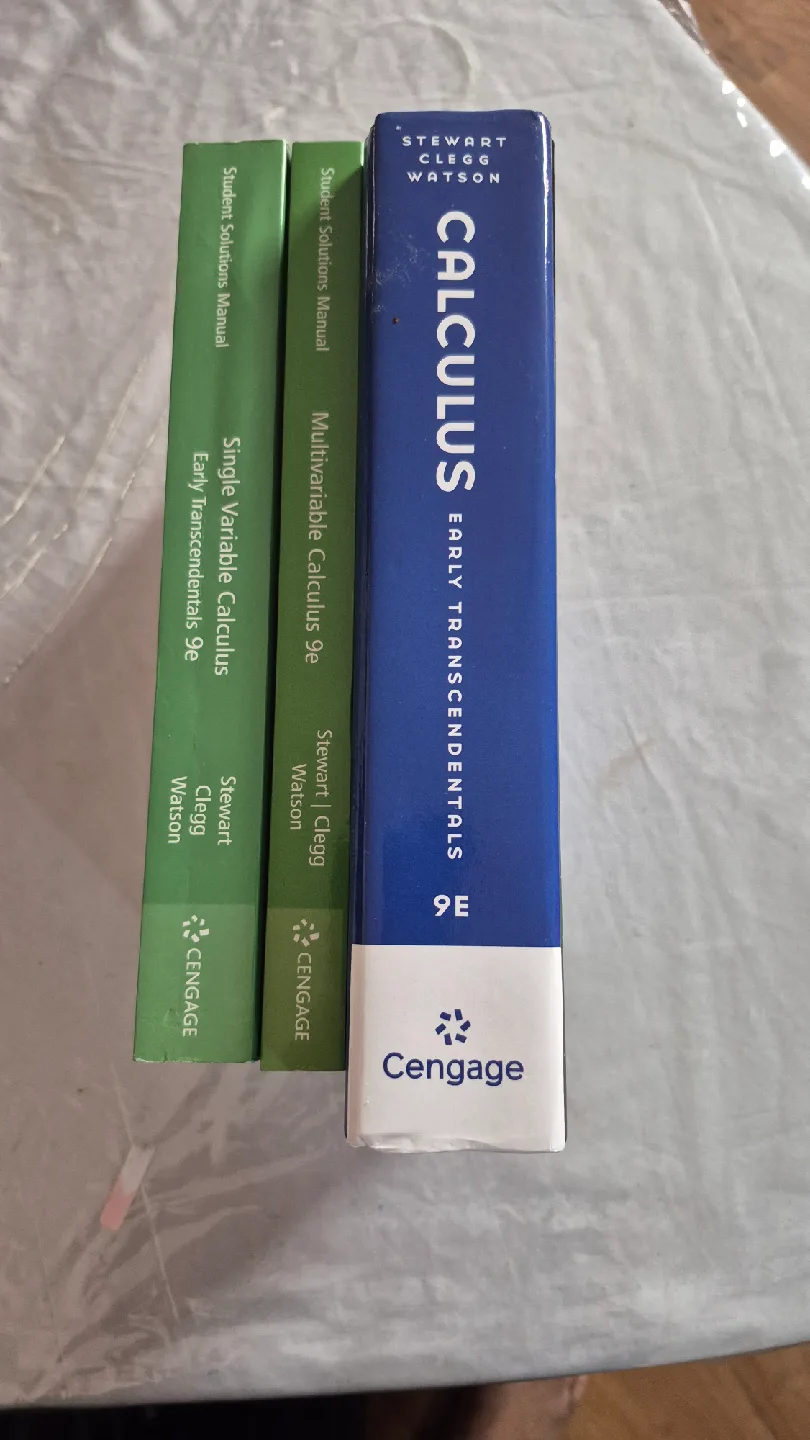 Student Solutions Manual
Single Variable Calculus
Early Transcendentals 9e
Stewart
Clegg
Watson
CENGAGE
Student Solutions Manual
Multivariable Calculus 9e
Stewart | Clegg
Watson
CENGAGE
STEWART
CLEGG
WATSON
CALCULUS
EARLY TRANSCENDENTALS
9E
Cengage